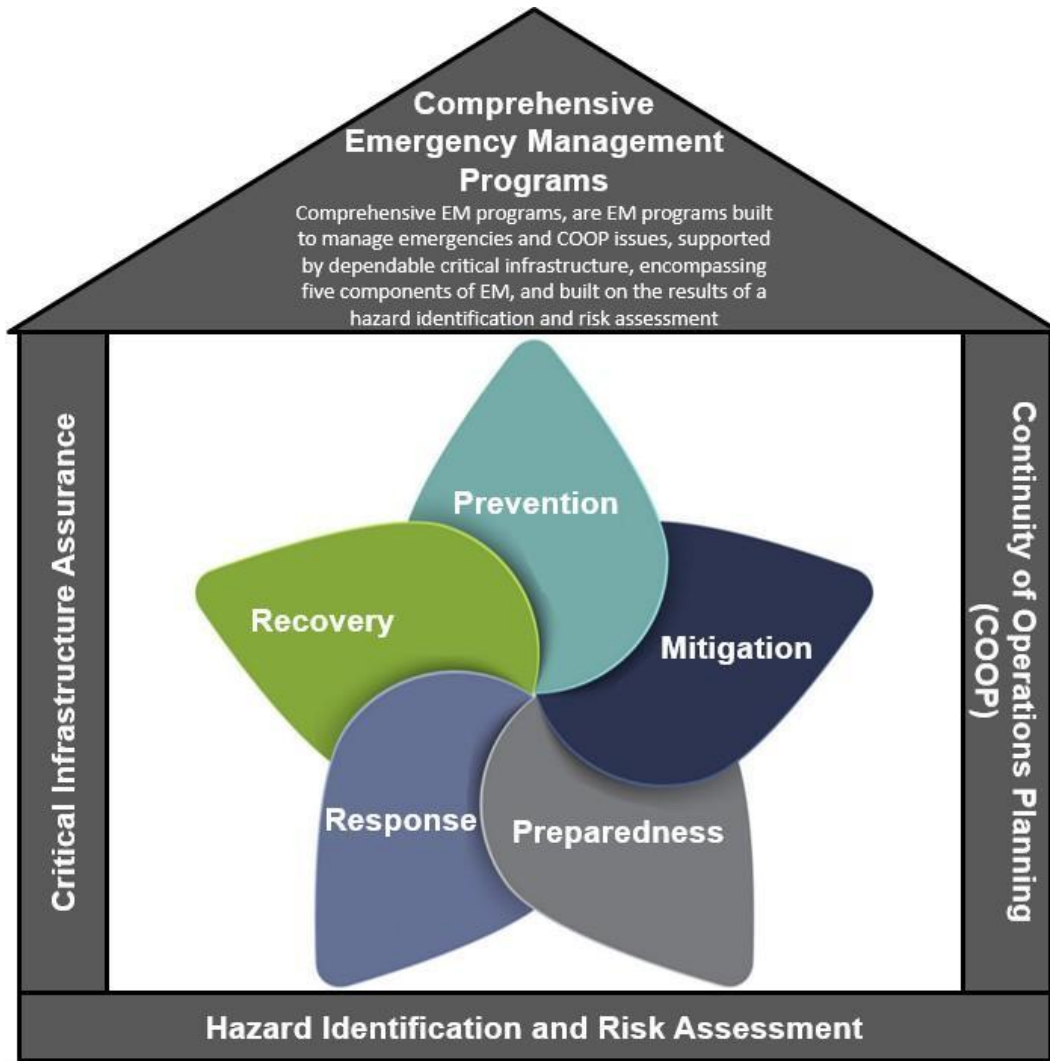 Comprehensive
Emergency Management
Programs
Comprehensive EM programs, are EM programs built
to manage emergencies and COOP issues, supported
by dependable critical infrastructure, encompassing
five components of EM, and built on the results of a
hazard identification and risk assessment
Critical Infrastructure Assurance
Prevention
Recovery
Mitigation
Response
Preparedness
Continuity of Operations Planning
(COOP)
Hazard Identification and Risk Assessment